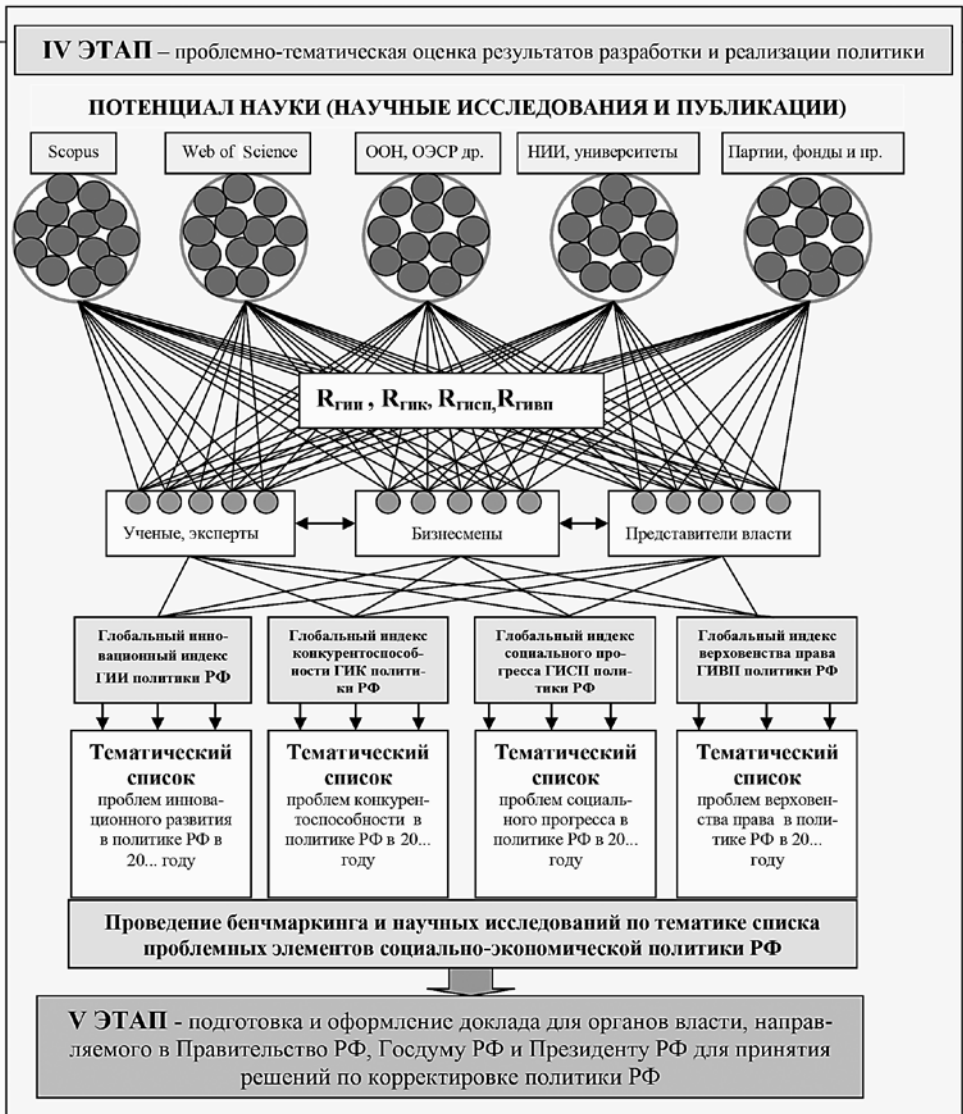 IV ЭТАП – проблемно-тематическая оценка результатов разработки и реализации политики
ПОТЕНЦИАЛ НАУКИ (НАУЧНЫЕ ИССЛЕДОВАНИЯ И ПУБЛИКАЦИИ)
Scopus
Web of Science
ООН, ОЭСР др.
НИИ, университеты
Партии, фонды и пр.
Rгии , Rгик, Rгисп,Rгивп
Ученые, эксперты
Бизнесмены
Представители власти
Глобальный инно-
вационный индекс
ГИИ политики РФ
Глобальный индекс
конкурентоспособ-
ности ГИК полити-
ки РФ
Глобальный индекс
социального про-
гресса ГИСП поли-
тики РФ
Глобальный индекс
верховенства права
ГИВП политики РФ
Тематический
список
проблем иннова-
ционного развития
в политике РФ в
20... году
Тематический
список
проблем конкурен-
тоспособности в
политике РФ в 20...
году
Тематический
список
проблем социаль-
ного прогресса в
политике РФ в 20...
году
Тематический
список
проблем верховен-
ства права в поли-
тике РФ в 20...
году
Проведение бенчмаркинга и научных исследований по тематике списка
проблемных элементов социально-экономической политики РФ
V ЭТАП - подготовка и оформление доклада для органов власти, направ-
ляемого в Правительство РФ, Госдуму РФ и Президенту РФ для принятия
решений по корректировке политики РФ